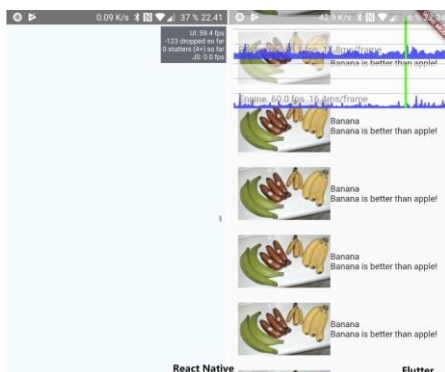 0.09 K/s 37 % 22.41
UI: 59.4 fps
-123 dropped so far
0 stutters (4+) so far
JS: 0.0 fps
React Native
Engine 60.0 fps 16.4ms/frame
Banana
Banana is better than apple!
Banana
Banana is better than apple!
Banana
Banana is better than apple!
Banana
Banana is better than apple!
Flutter